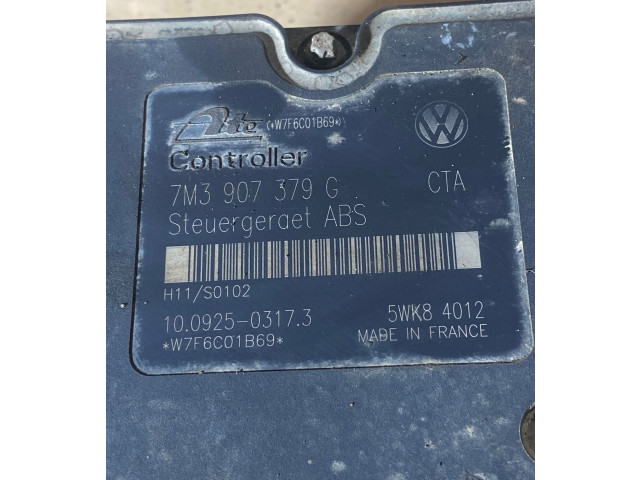 Ate (*W7F6C01B69*)
Controller
7M3 907 379 G CTA
Steuergeraet ABS
H11/S0102
10.0925-0317.3 5WK8 4012
*W7F6C01B69* MADE IN FRANCE